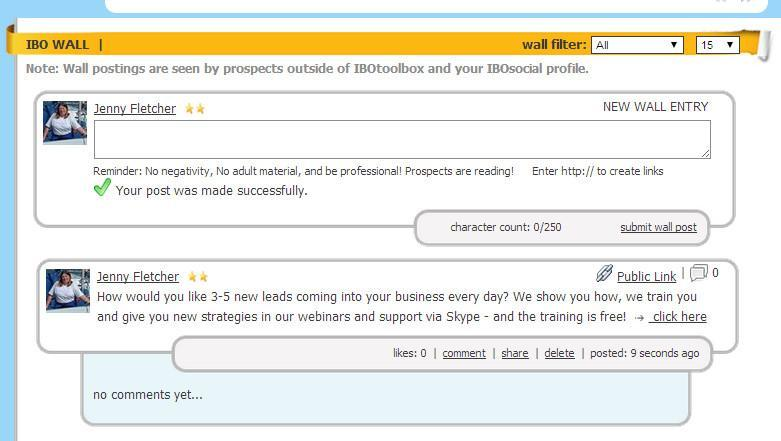 IBO WALL |
wall filter: All 15
Note: Wall postings are seen by prospects outside of IBOtoolbox and your IBOsocial profile.
Jenny Fletcher
NEW WALL ENTRY
Reminder: No negativity, No adult material, and be professional! Prospects are reading! Enter http:// to create links
Your post was made successfully.
character count: 0/250 submit wall post
Jenny Fletcher
Public Link | 0
How would you like 3-5 new leads coming into your business every day? We show you how, we train you
and give you new strategies in our webinars and support via Skype - and the training is free! → click here
likes: 0 | comment | share | delete | posted: 9 seconds ago
no comments yet...